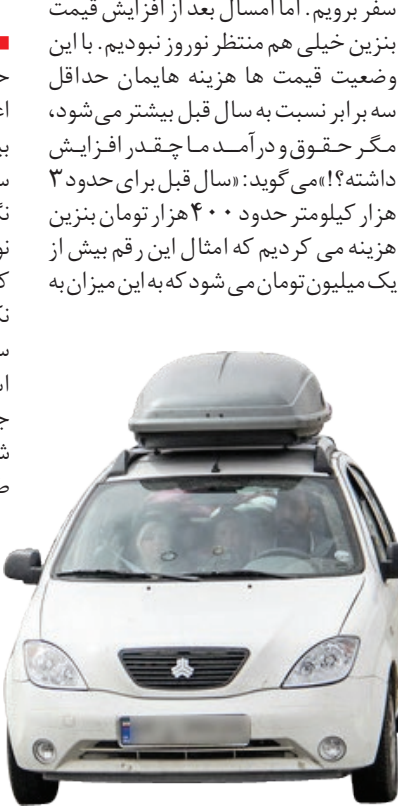 سفر برویم. اما امسال بعد از افزایش قیمت
بنزین خیلی هم منتظر نوروز نبودیم. با این
وضعیت قیمت ها هزینه هایمان حداقل
سه برابر نسبت به سال قبل بیشتر می‌شود،
مگر حقوق و درآمد ما چقدر افزایش
داشته؟!» می گوید: «سال قبل برای حدود ۳
هزار کیلومتر حدود ۴۰۰ هزار تومان بنزین
هزینه می کردیم که امثال این رقم بیش از
یک میلیون تومان می شود که به این میزان به